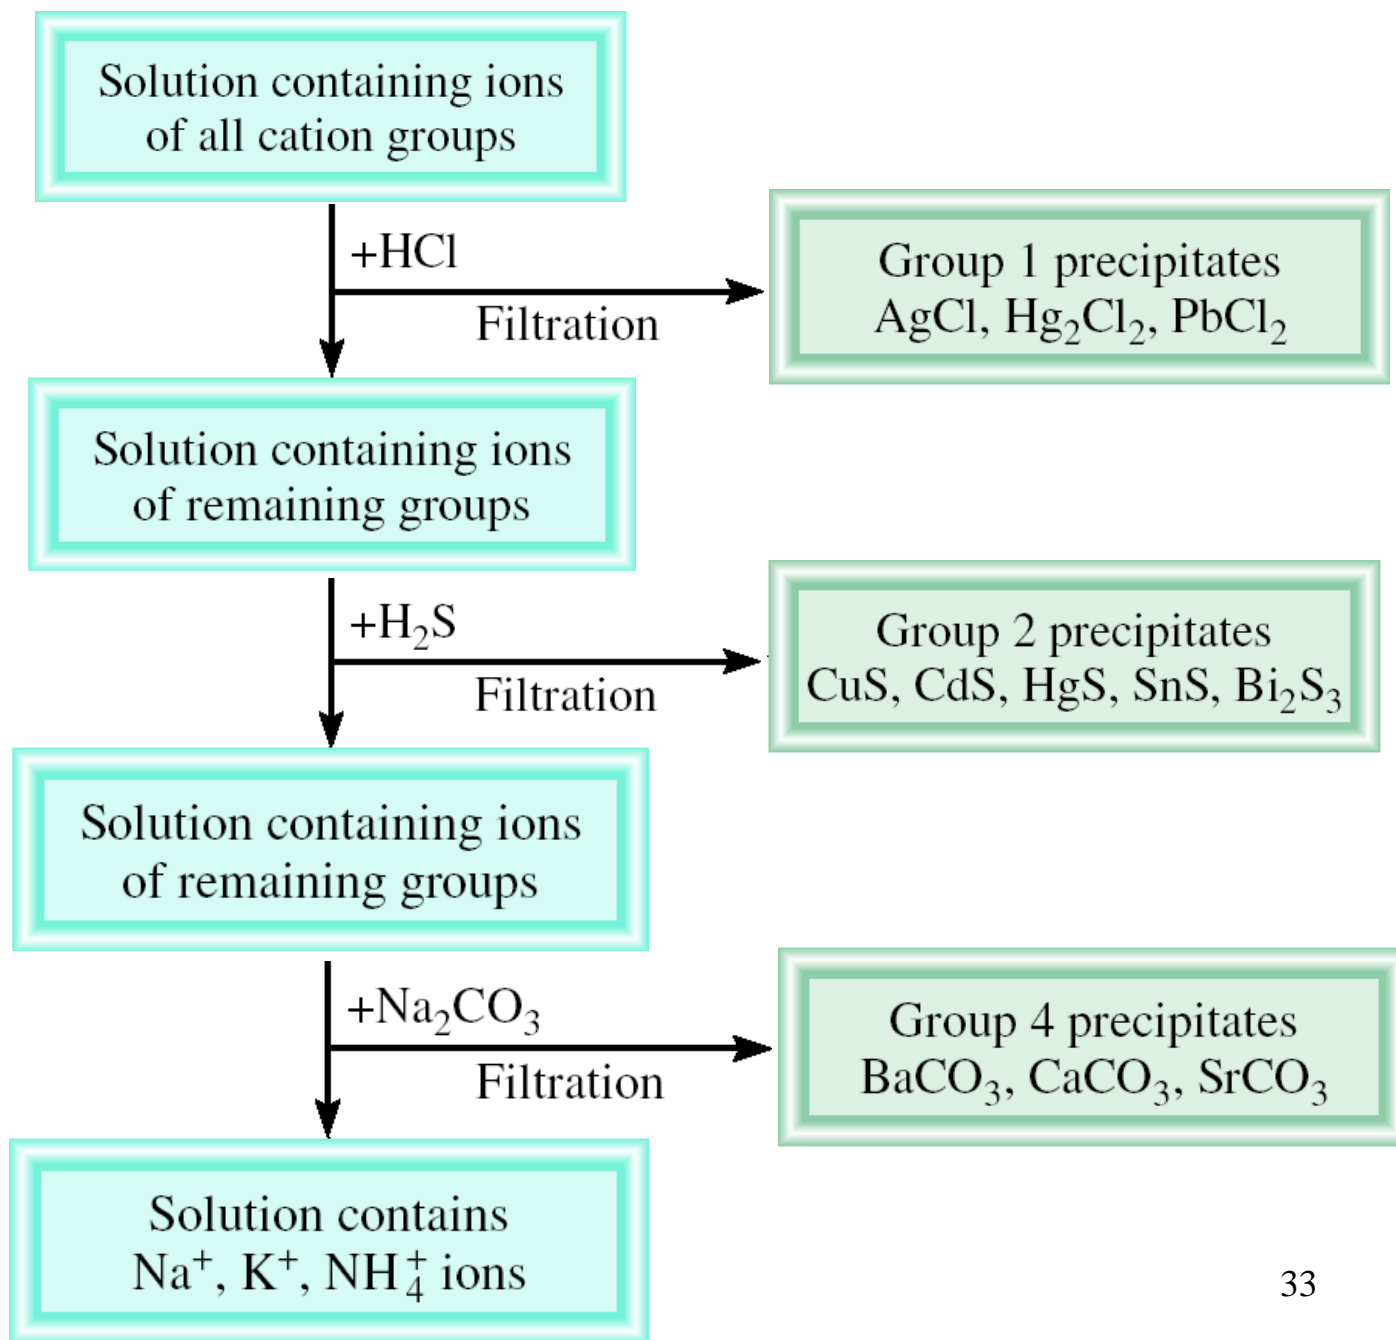 Solution containing ions
of all cation groups
+HCl
Filtration
Group 1 precipitates
AgCl, Hg₂Cl₂, PbCl₂
Solution containing ions
of remaining groups
+H₂S
Filtration
Group 2 precipitates
CuS, CdS, HgS, SnS, Bi₂S₃
Solution containing ions
of remaining groups
+Na₂CO₃
Filtration
Group 4 precipitates
BaCO₃, CaCO₃, SrCO₃
Solution contains
Na⁺, K⁺, NH₄⁺ ions
33